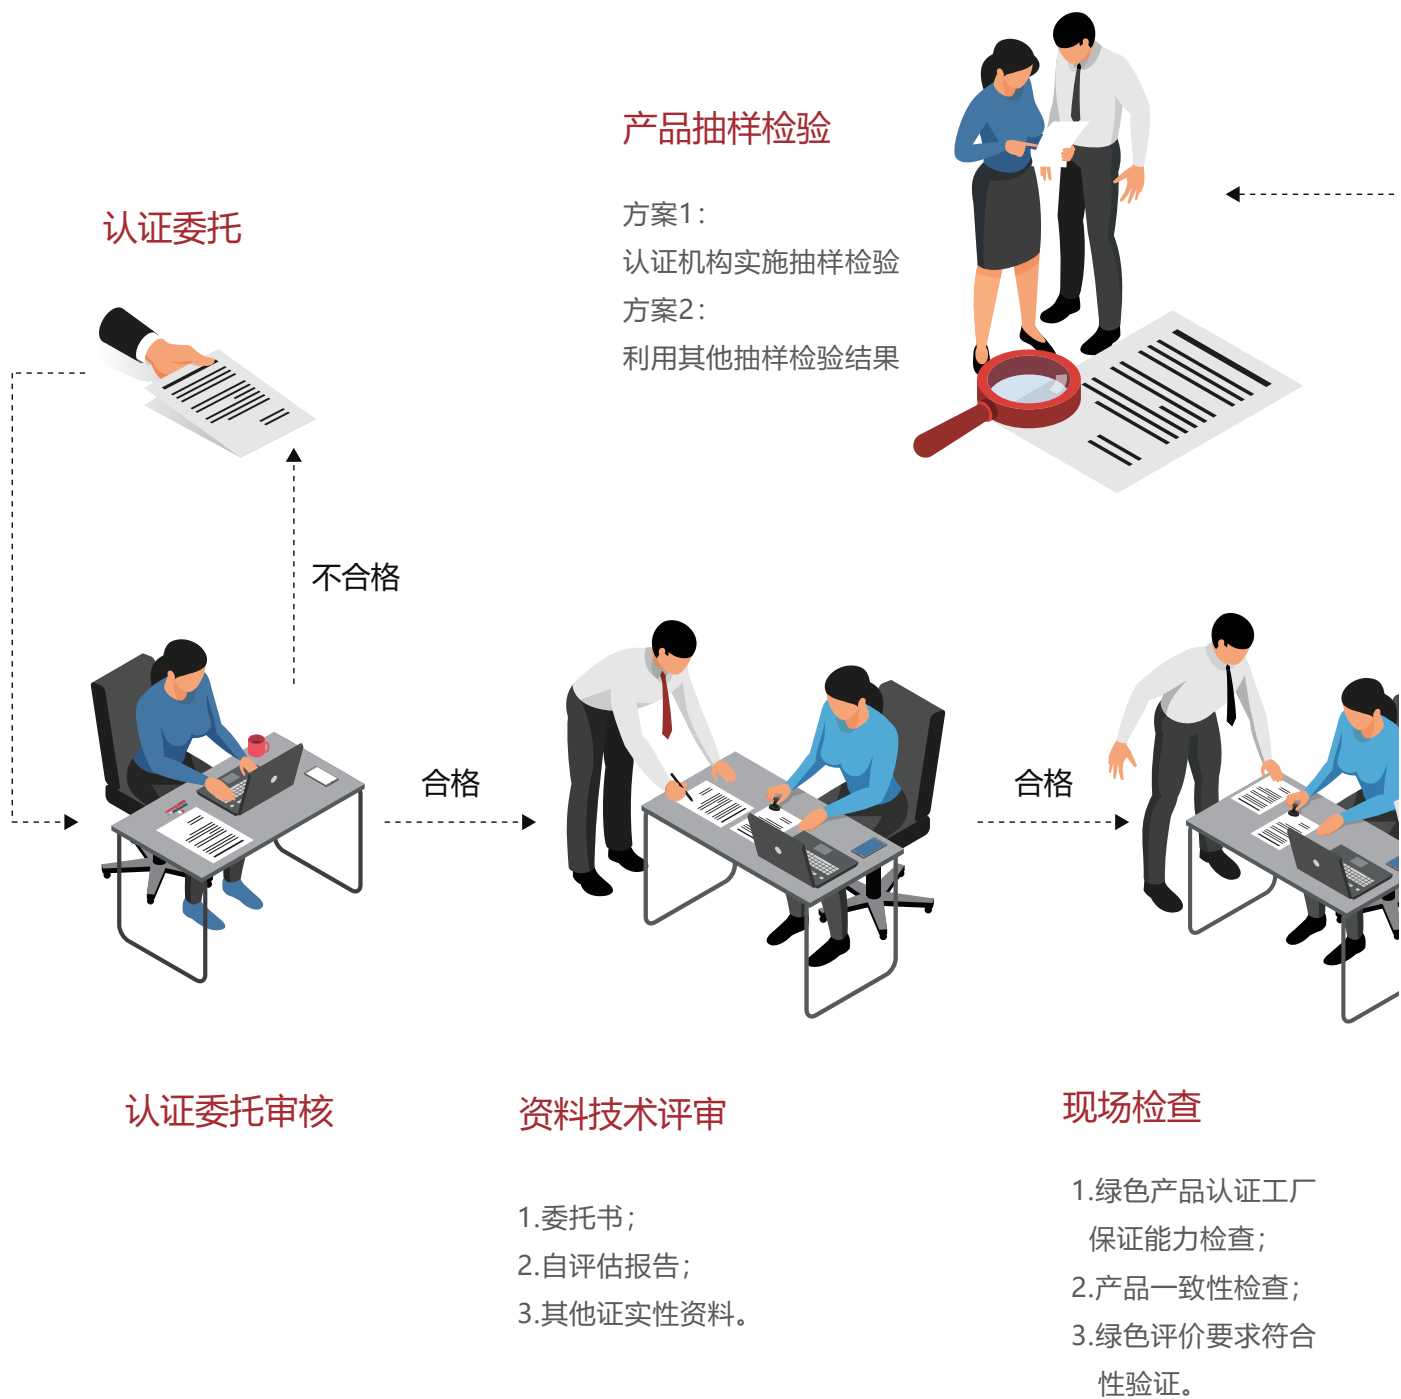 产品抽样检验
方案1：
认证机构实施抽样检验
方案2：
利用其他抽样检验结果
认证委托
不合格
合格
合格
认证委托审核
资料技术评审
1.委托书；
2.自评估报告；
3.其他证实性资料。
现场检查
1.绿色产品认证工厂
保证能力检查；
2.产品一致性检查；
3.绿色评价要求符合
性验证。